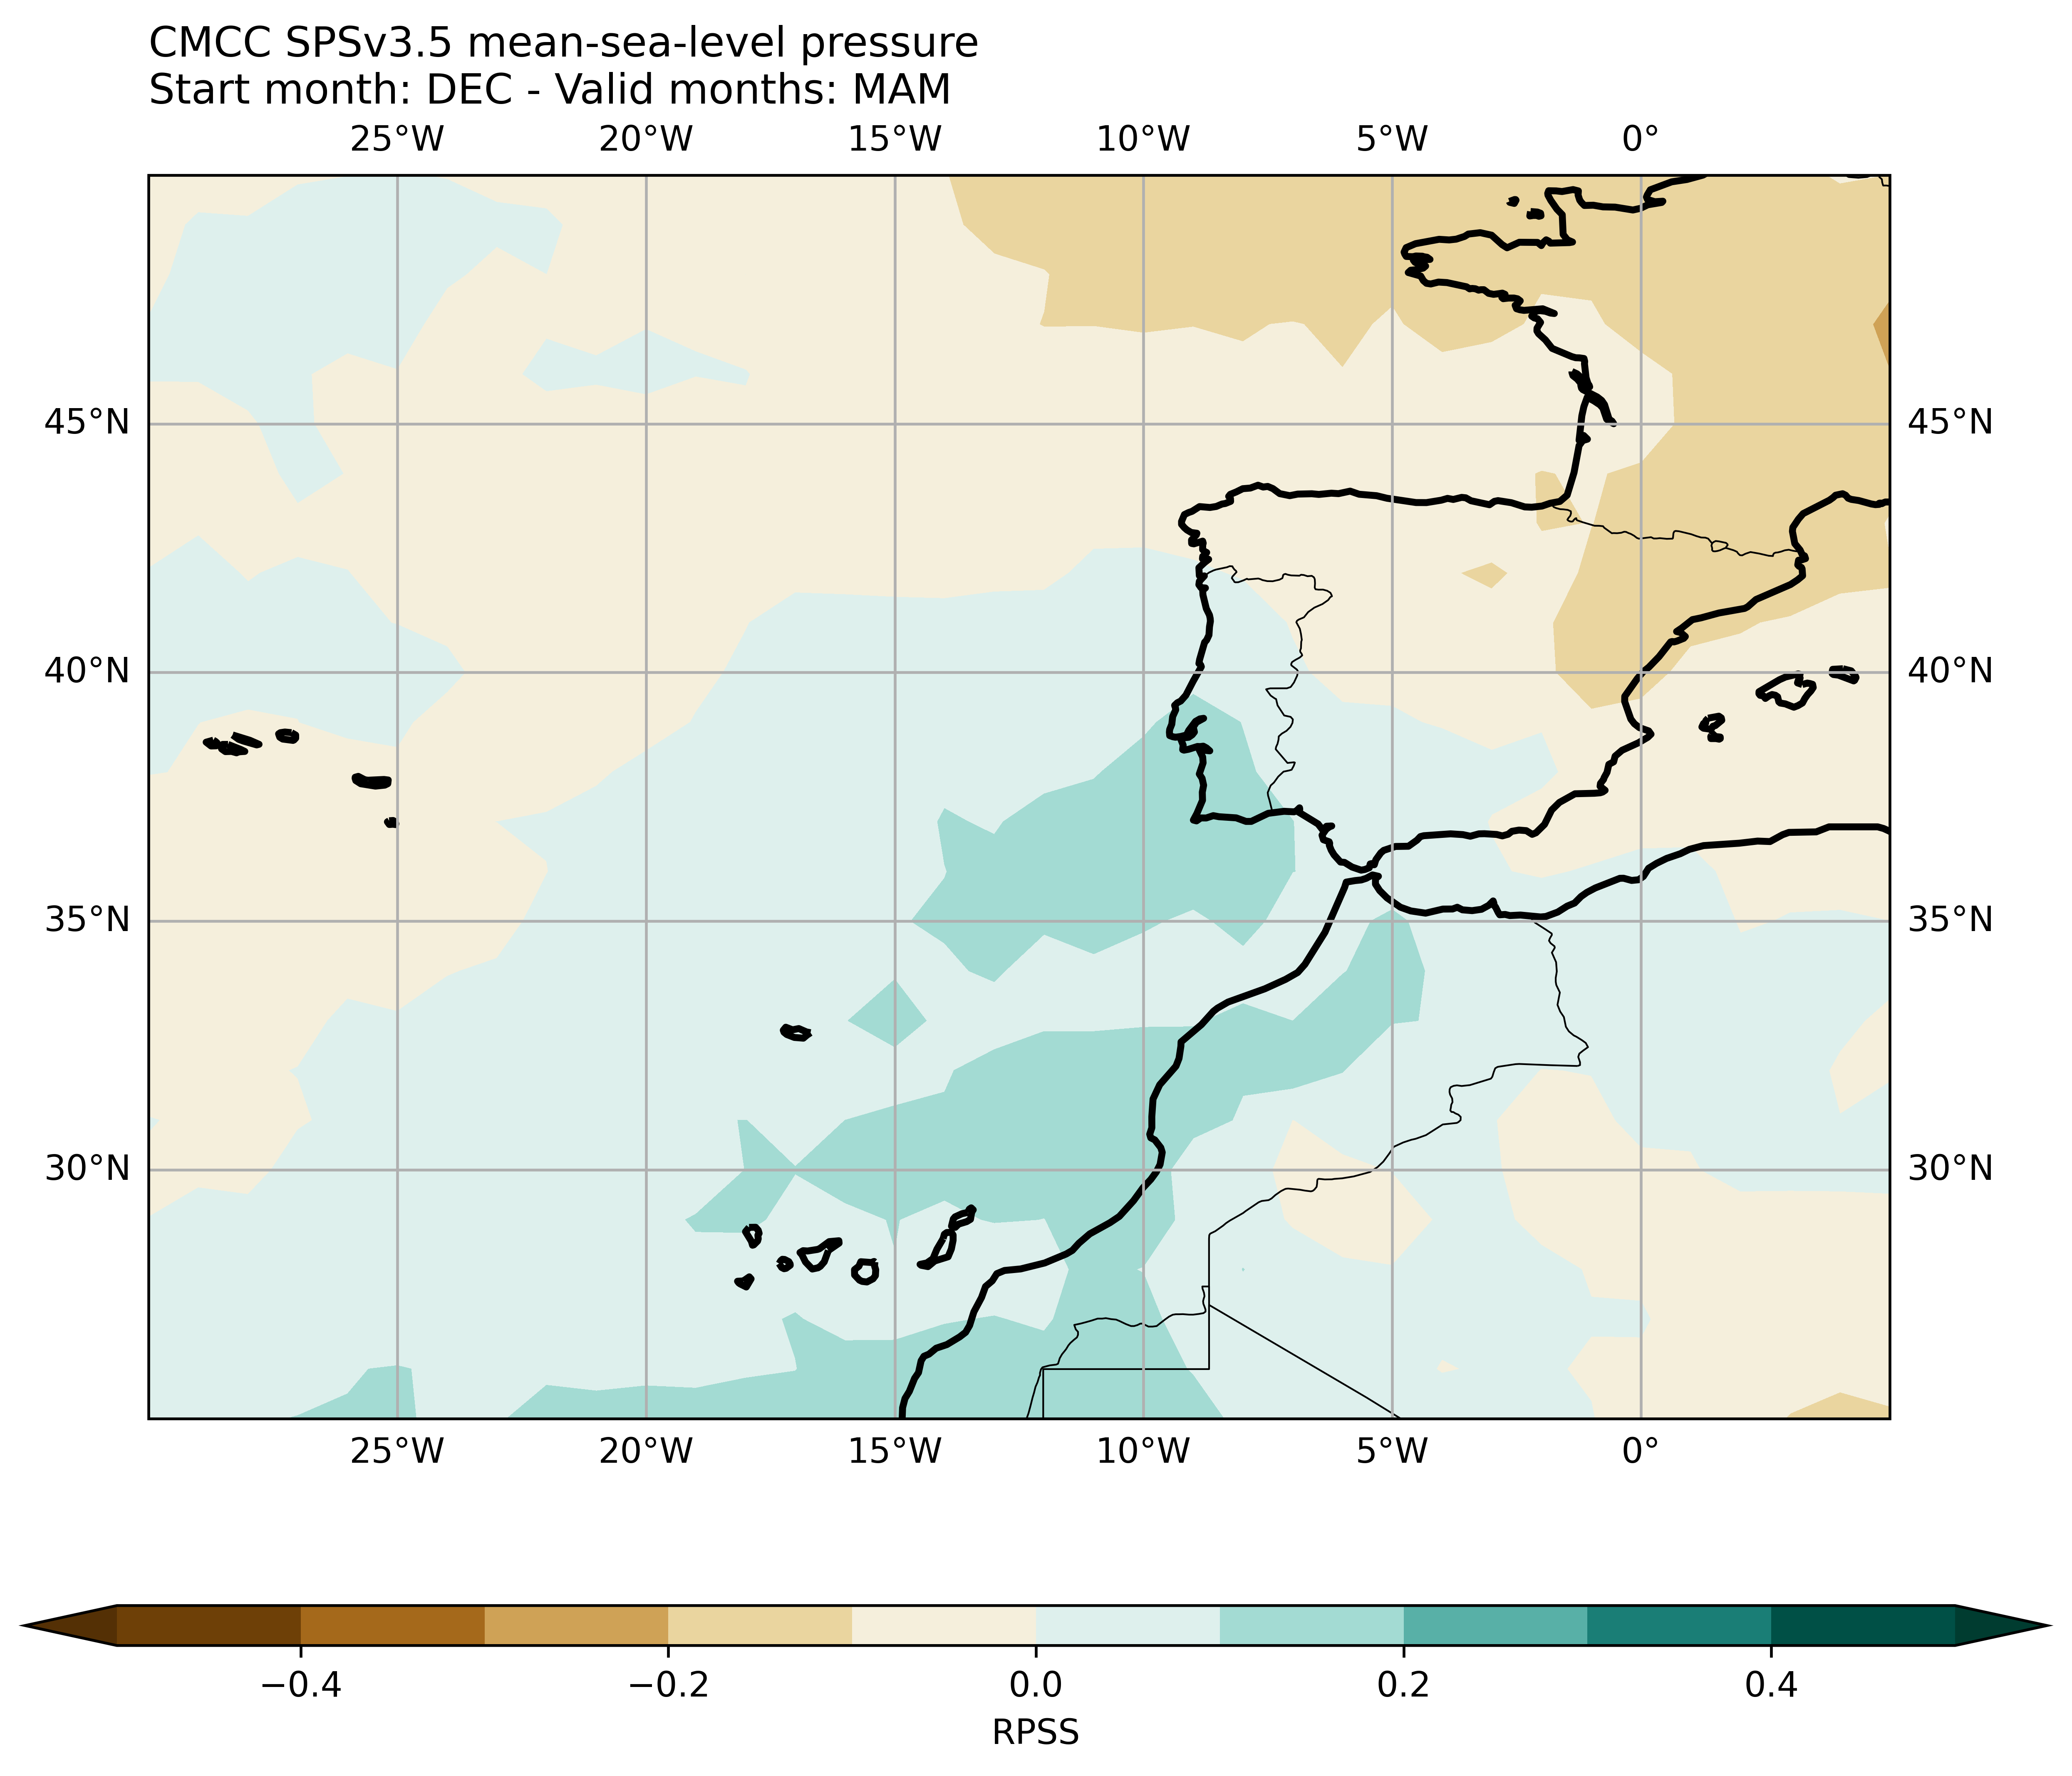 CMCC SPSv3.5 mean-sea-level pressure
Start month: DEC - Valid months: MAM
25°W 20°W 15°W 10°W 5°W 0°
45°N 45°N
40°N 40°N
35°N 35°N
30°N 30°N
25°W 20°W 15°W 10°W 5°W 0°
−0.4 −0.2 0.0 0.2 0.4
RPSS